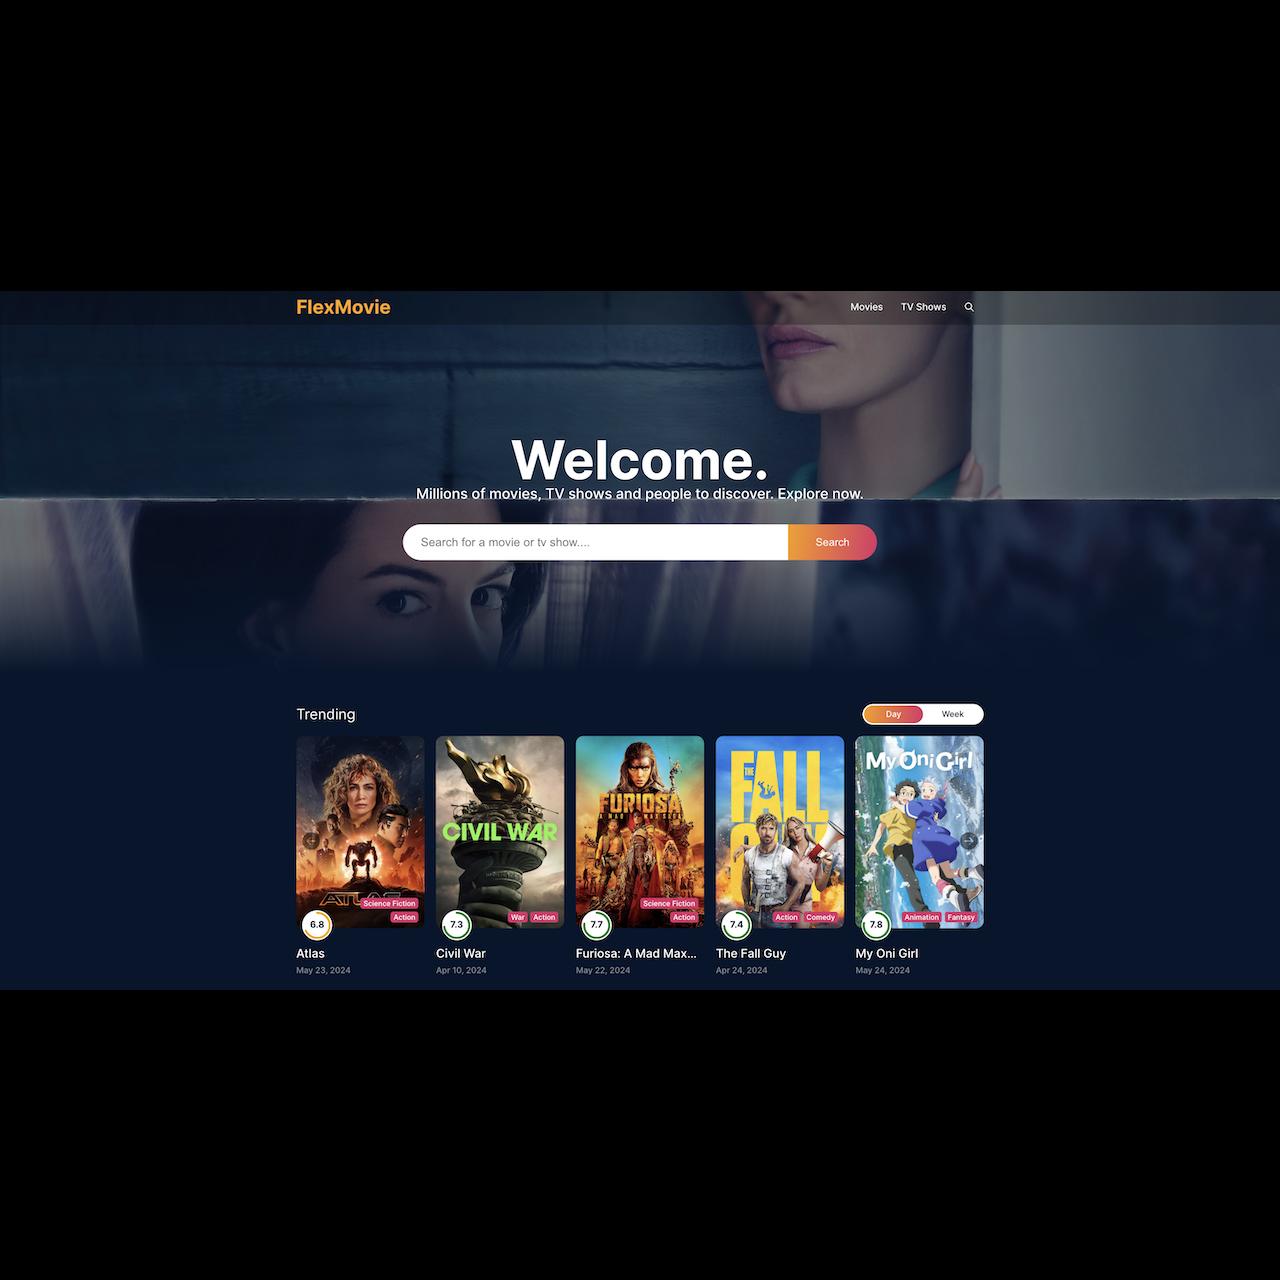 FlexMovie
Movies TV Shows
Welcome.
Millions of movies, TV shows and people to discover. Explore now.
Search for a movie or tv show....
Search
Trending
Day Week
ATLAS
Science Fiction
Action
6.8
Atlas
May 23, 2024
CIVIL WAR
War Action
7.3
Civil War
Apr 10, 2024
FURIOSA
A MAD MAX SAGA
Science Fiction
Action
7.7
Furiosa: A Mad Max...
May 22, 2024
THE
FALL
GUY
Action Comedy
7.4
The Fall Guy
Apr 24, 2024
My Oni Girl
Animation Fantasy
7.8
My Oni Girl
May 24, 2024